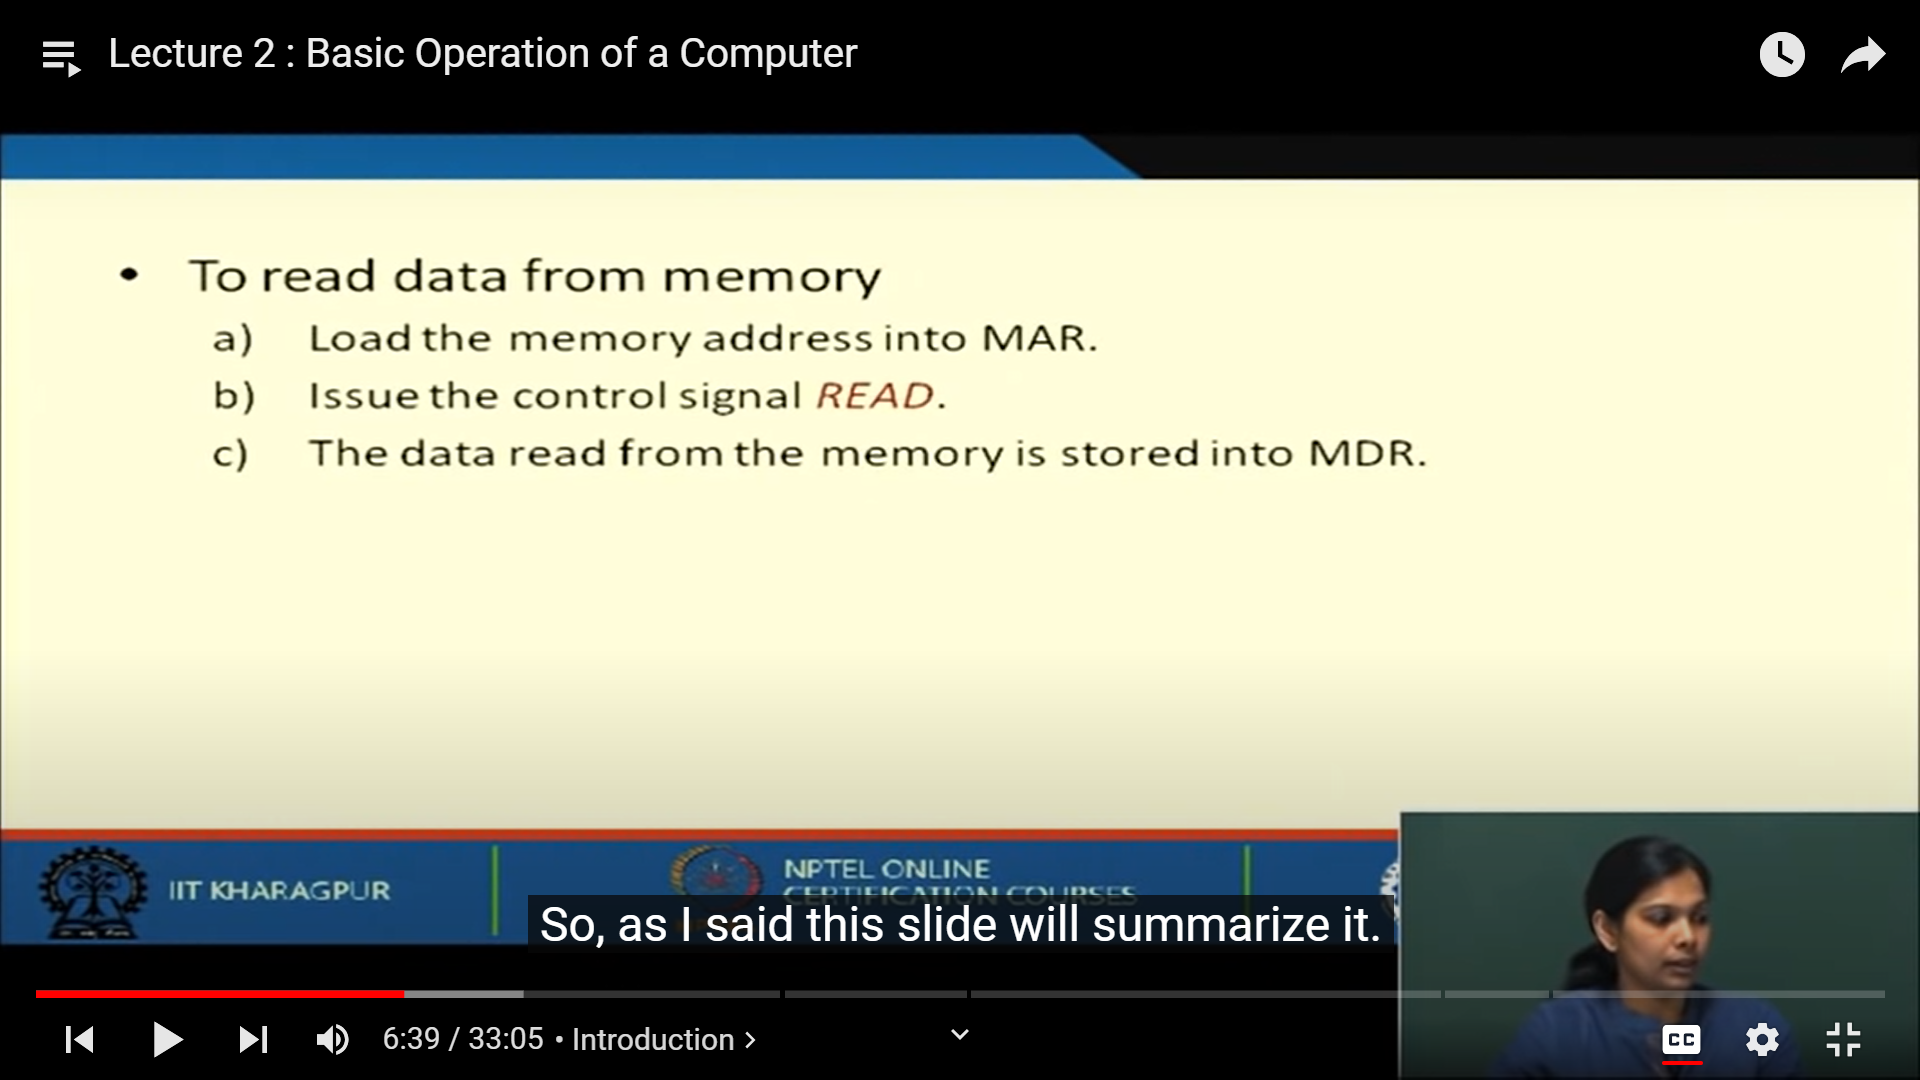 Lecture 2 : Basic Operation of a Computer
• To read data from memory
a) Load the memory address into MAR.
b) Issue the control signal READ.
c) The data read from the memory is stored into MDR.
IIT KHARAGPUR
NPTEL ONLINE
CERTIFICATION COURSES
So, as I said this slide will summarize it.
6:39 / 33:05 • Introduction >
CC